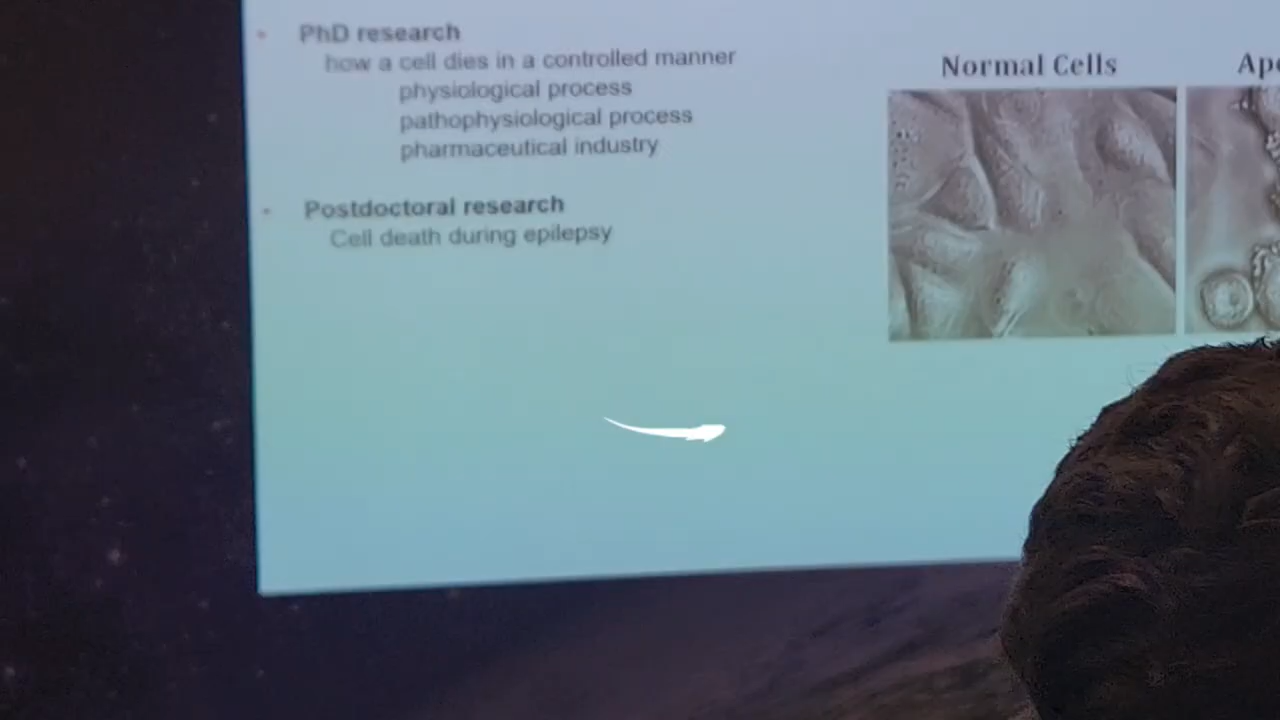 PhD research
how a cell dies in a controlled manner
physiological process
pathophysiological process
pharmaceutical industry
Postdoctoral research
Cell death during epilepsy
Normal Cells